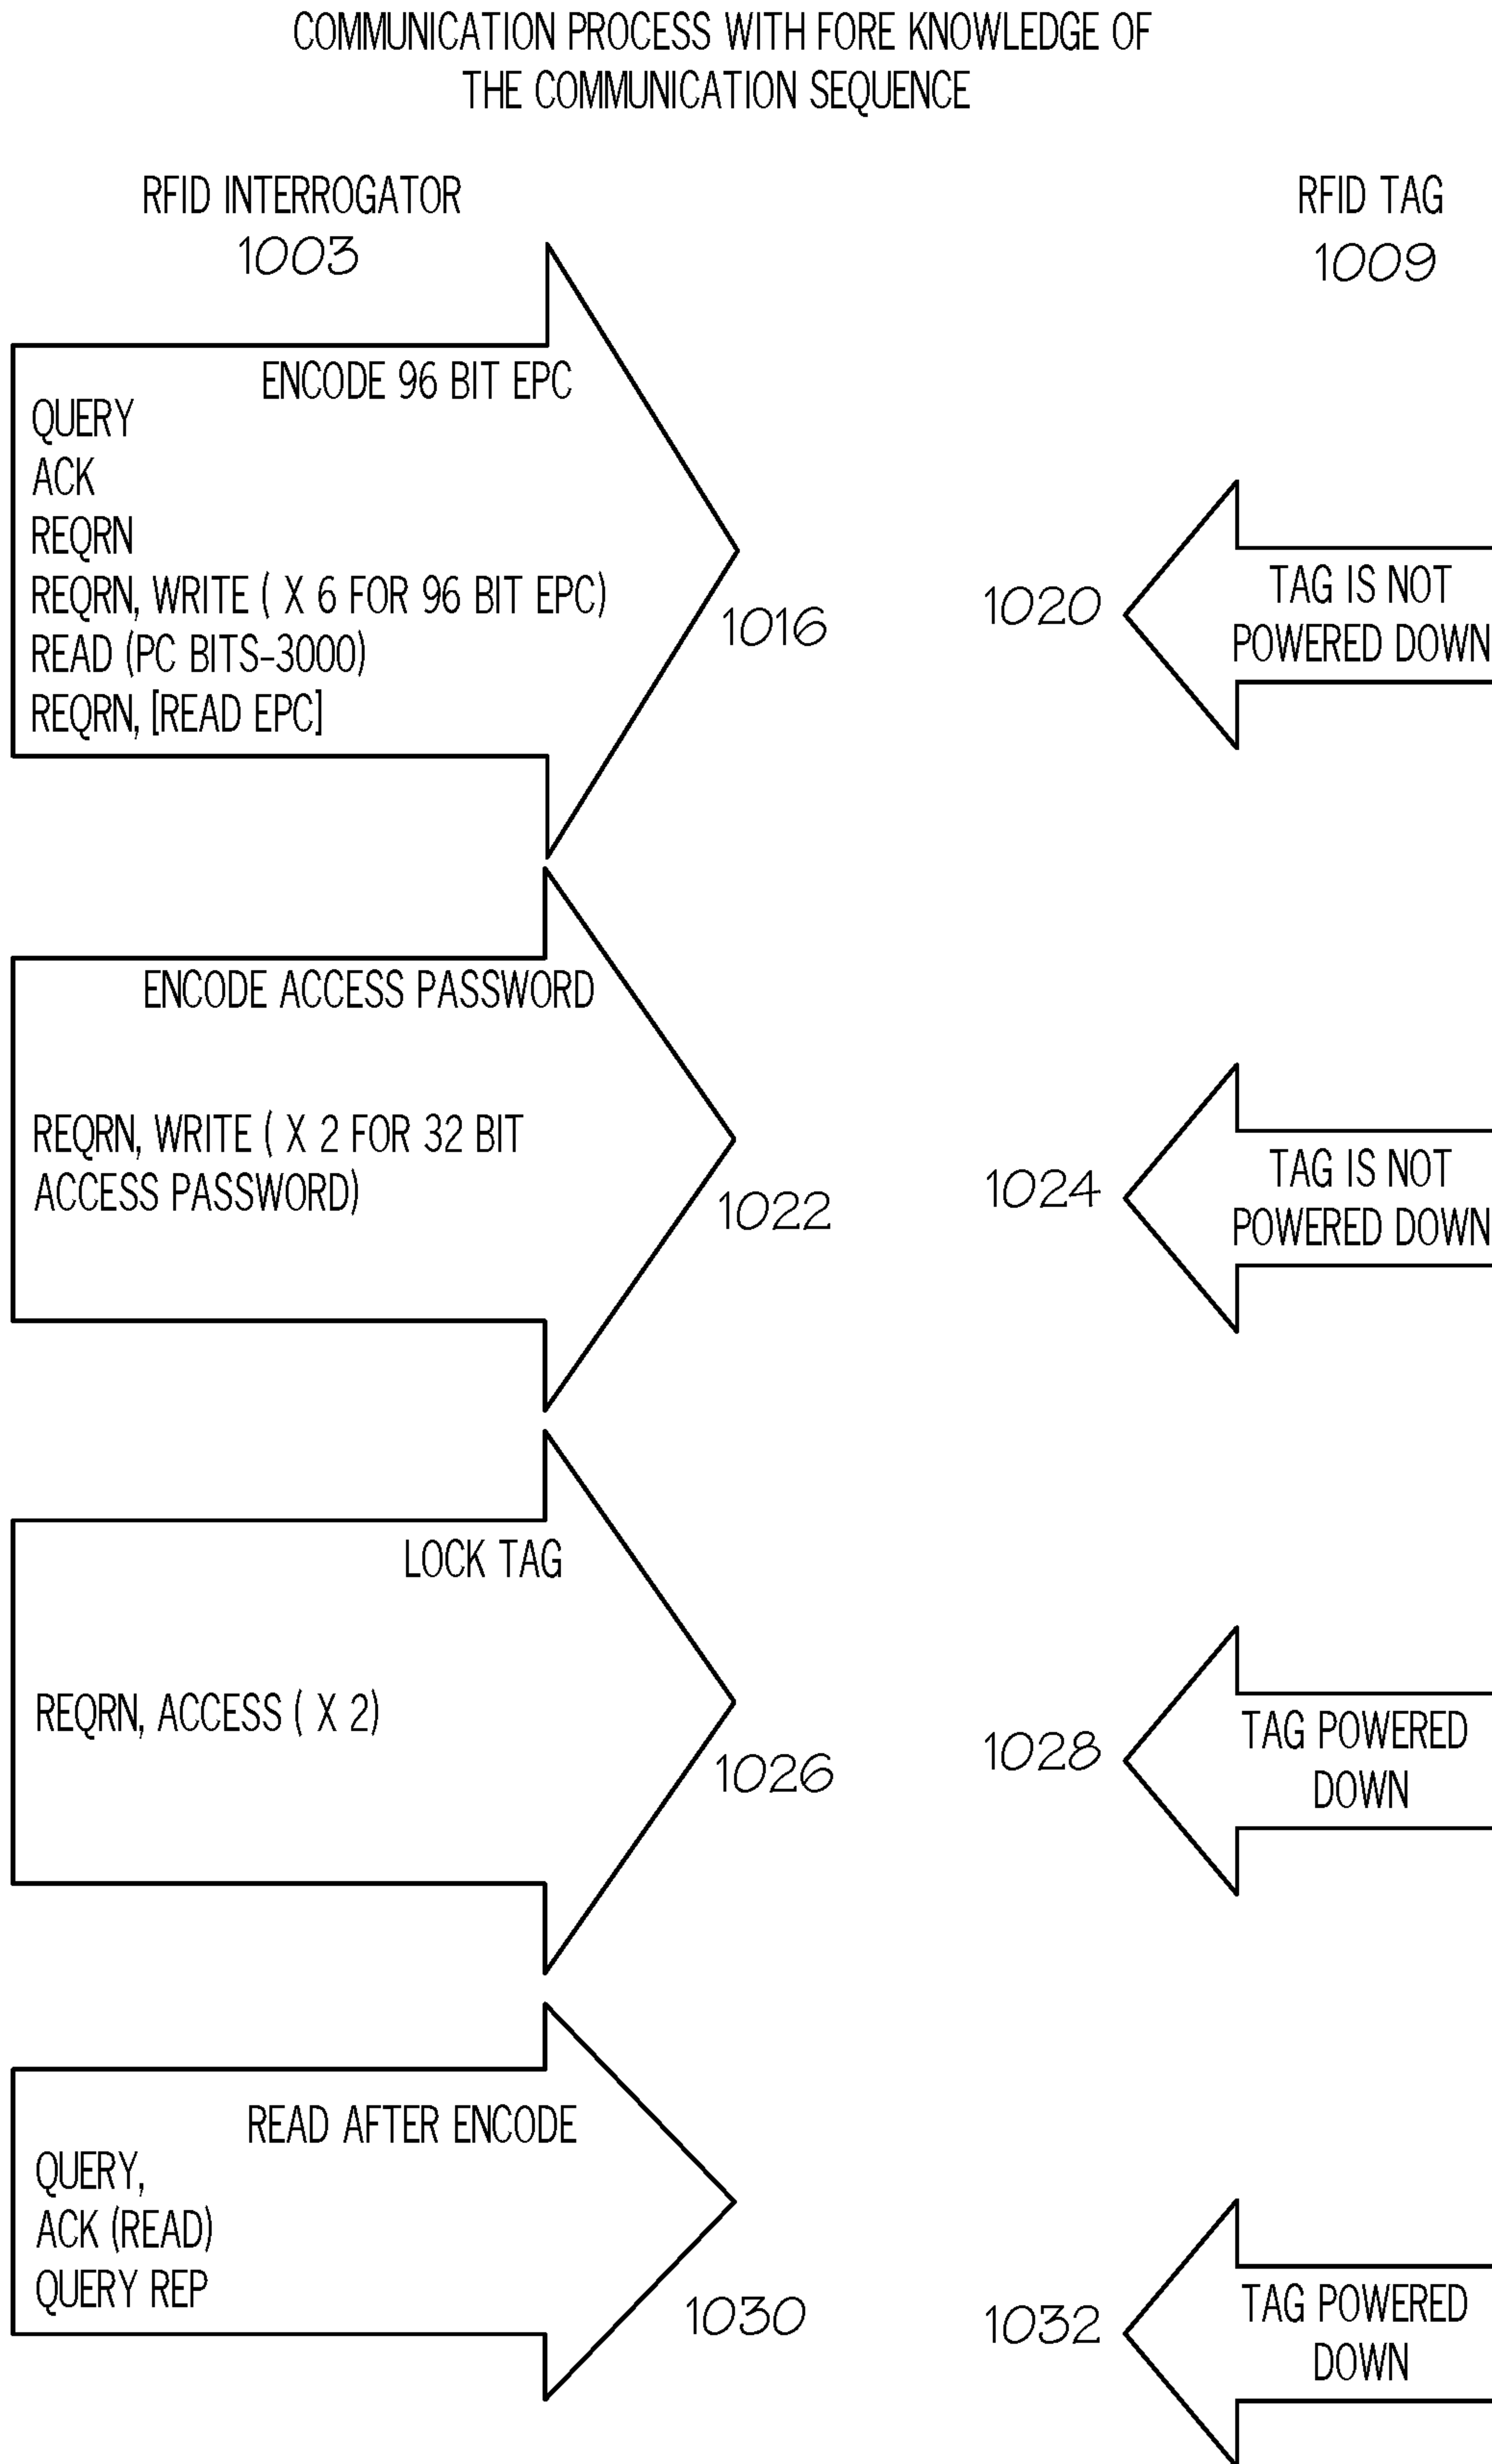 COMMUNICATION PROCESS WITH FORE KNOWLEDGE OF
THE COMMUNICATION SEQUENCE
RFID INTERROGATOR
1003
RFID TAG
1009
ENCODE 96 BIT EPC
QUERY
ACK
REQRN
REQRN, WRITE ( X 6 FOR 96 BIT EPC)
READ (PC BITS-3000)
REQRN, [READ EPC]
1016
1020
TAG IS NOT
POWERED DOWN
ENCODE ACCESS PASSWORD
REQRN, WRITE ( X 2 FOR 32 BIT
ACCESS PASSWORD)
1022
1024
TAG IS NOT
POWERED DOWN
LOCK TAG
REQRN, ACCESS ( X 2)
1026
1028
TAG POWERED
DOWN
READ AFTER ENCODE
QUERY,
ACK (READ)
QUERY REP
1030
1032
TAG POWERED
DOWN